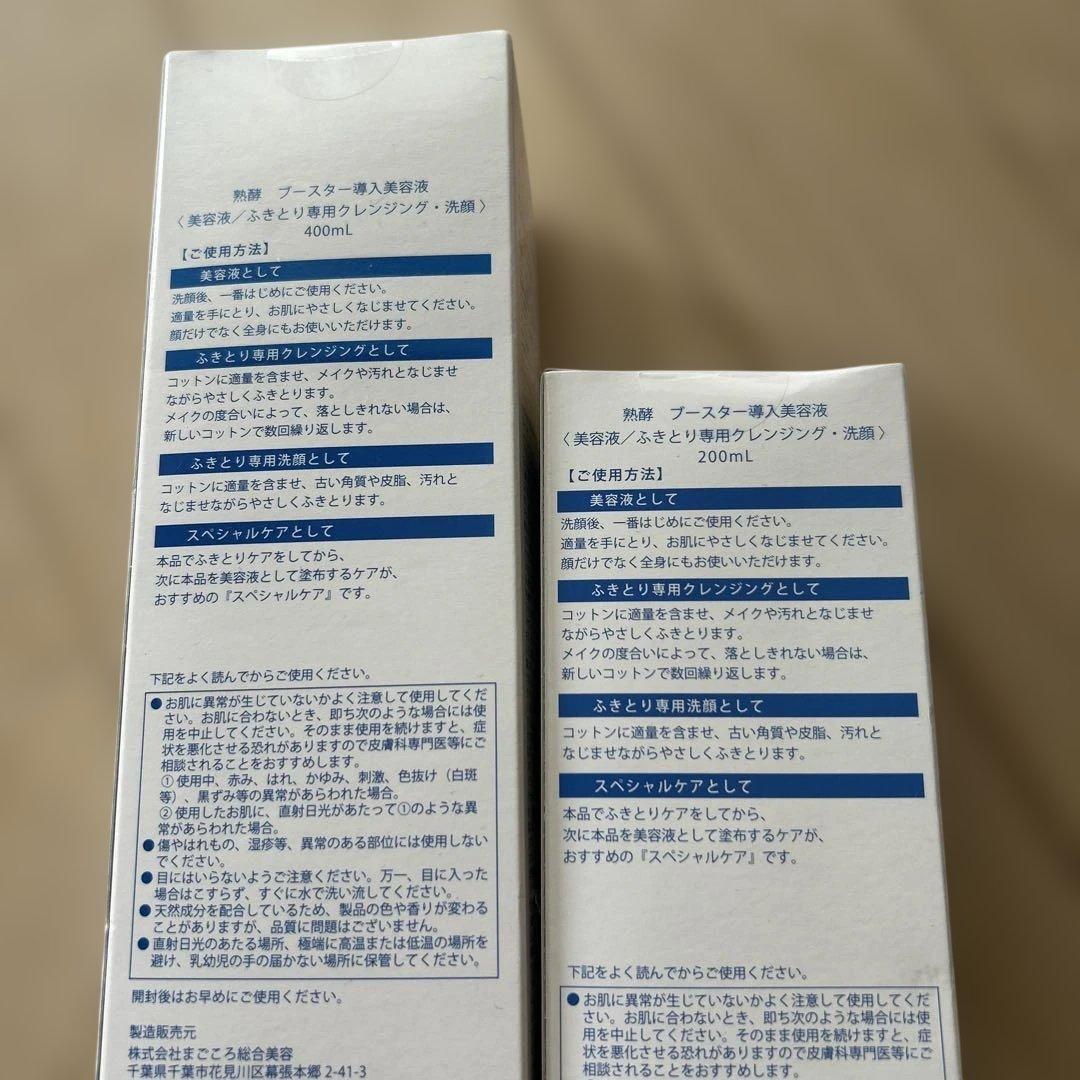 熟酵　ブースター導入美容液
〈 美容液／ふきとり専用クレンジング・洗顔 〉
400mL
【ご使用方法】
美容液として
洗顔後、一番はじめにご使用ください。
適量を手にとり、お肌にやさしくなじませてください。
顔だけでなく全身にもお使いいただけます。
ふきとり専用クレンジングとして
コットンに適量を含ませ、メイクや汚れとなじませ
ながらやさしくふきとります。
メイクの度合いによって、落としきれない場合は、
新しいコットンで数回繰り返します。
ふきとり専用洗顔として
コットンに適量を含ませ、古い角質や皮脂、汚れと
なじませながらやさしくふきとります。
スペシャルケアとして
本品でふきとりケアをしてから、
次に本品を美容液として塗布するケアが、
おすすめの『スペシャルケア』です。
下記をよく読んでからご使用ください。
●お肌に異常が生じていないかよく注意して使用してくだ
さい。お肌に合わないとき、即ち次のような場合には使
用を中止してください。そのまま使用を続けますと、症
状を悪化させる恐れがありますので皮膚科専門医等にご
相談されることをおすすめします。
① 使用中、赤み、はれ、かゆみ、刺激、色抜け（白斑
等）、黒ずみ等の異常があらわれた場合。
② 使用したお肌に、直射日光があたって①のような異
常があらわれた場合。
●傷やはれもの、湿疹等、異常のある部位には使用しない
でください。
●目にはいらないようご注意ください。万一、目に入った
場合はこすらず、すぐに水で洗い流してください。
●天然成分を配合しているため、製品の色や香りが変わる
ことがありますが、品質に問題はございません。
●直射日光のあたる場所、極端に高温または低温の場所を
避け、乳幼児の手の届かない場所に保管してください。
開封後はお早めにご使用ください。
製造販売元
株式会社まごころ総合美容
千葉県千葉市花見川区幕張本郷 2-41-3
熟酵　ブースター導入美容液
〈 美容液／ふきとり専用クレンジング・洗顔 〉
200mL
【ご使用方法】
美容液として
洗顔後、一番はじめにご使用ください。
適量を手にとり、お肌にやさしくなじませてください。
顔だけでなく全身にもお使いいただけます。
ふきとり専用クレンジングとして
コットンに適量を含ませ、メイクや汚れとなじませ
ながらやさしくふきとります。
メイクの度合いによって、落としきれない場合は、
新しいコットンで数回繰り返します。
ふきとり専用洗顔として
コットンに適量を含ませ、古い角質や皮脂、汚れと
なじませながらやさしくふきとります。
スペシャルケアとして
本品でふきとりケアをしてから、
次に本品を美容液として塗布するケアが、
おすすめの『スペシャルケア』です。
下記をよく読んでからご使用ください。
●お肌に異常が生じていないかよく注意して使用してくだ
さい。お肌に合わないとき、即ち次のような場合には使
用を中止してください。そのまま使用を続けますと、症
状を悪化させる恐れがありますので皮膚科専門医等にご
相談されることをおすすめします。